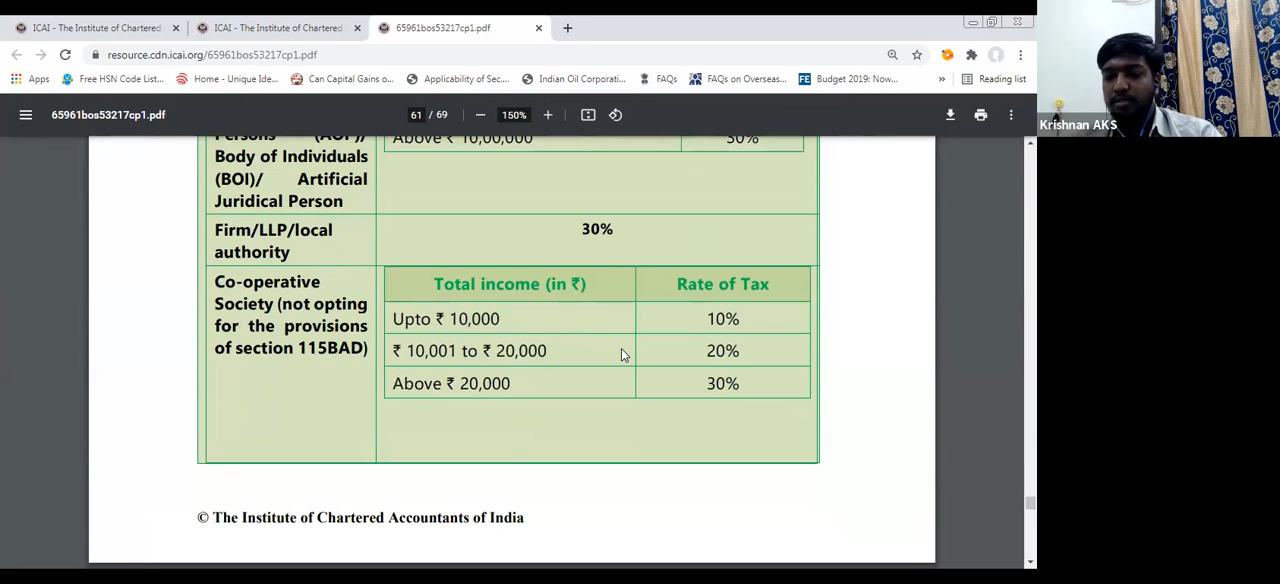 ICAI - The Institute of Chartered
ICAI - The Institute of Chartered
65961bos53217cp1.pdf
resource.cdn.icai.org/65961bos53217cp1.pdf
Apps
Free HSN Code List...
Home - Unique Ide...
Can Capital Gains o...
Applicability of Sec...
Indian Oil Corporati...
FAQs
FAQs on Overseas...
FE Budget 2019: Now...
»
Reading list
65961bos53217cp1.pdf
61 / 69
150%
Krishnan AKS
Persons (AOP)/
Above ₹ 10,00,000 30%
Body of Individuals
(BOI)/ Artificial
Juridical Person
Firm/LLP/local
authority
30%
Co-operative
Society (not opting
for the provisions
of section 115BAD)
Total income (in ₹) Rate of Tax
Upto ₹ 10,000 10%
₹ 10,001 to ₹ 20,000 20%
Above ₹ 20,000 30%
© The Institute of Chartered Accountants of India